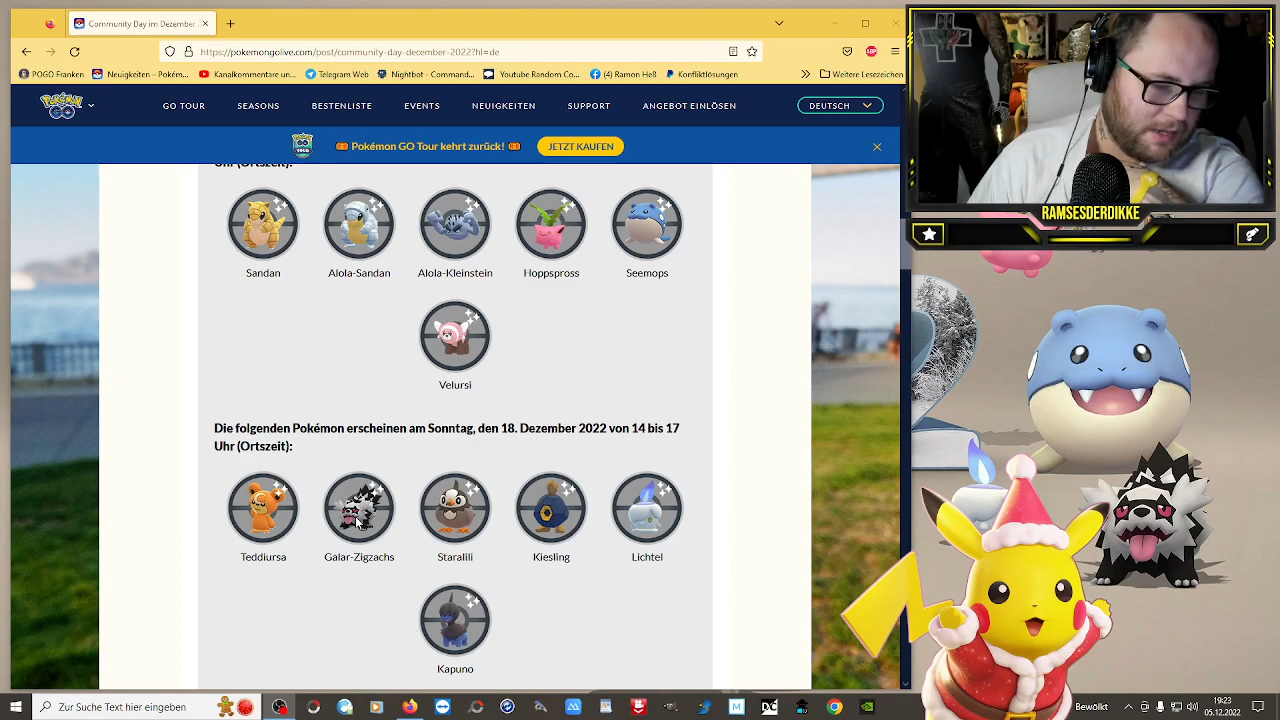 Community Day im Dezember
https://pokemongolive.com/post/community-day-december-2022?hl=de
POGO Franken
Neuigkeiten – Pokém...
Kanalkommentare un...
Telegram Web
Nightbot - Command...
Youtube Random Co...
(4) Ramon Heß
Konfliktlösungen
Weitere Lesezeichen
POKÉMON GO
GO TOUR
SEASONS
BESTENLISTE
EVENTS
NEUIGKEITEN
SUPPORT
ANGEBOT EINLÖSEN
DEUTSCH
Pokémon GO Tour kehrt zurück!
JETZT KAUFEN
Uhr (Ortszeit):
Sandan
Alola-Sandan
Alola-Kleinstein
Hoppspross
Seemops
Velursi
Die folgenden Pokémon erscheinen am Sonntag, den 18. Dezember 2022 von 14 bis 17
Uhr (Ortszeit):
Teddiursa
Galar-Zigzachs
Staralili
Kiesling
Lichtel
Kapuno
RAMSESDERDIKKE
Zur Suche Text hier eingeben
Bewölkt
19:23
05.12.2022